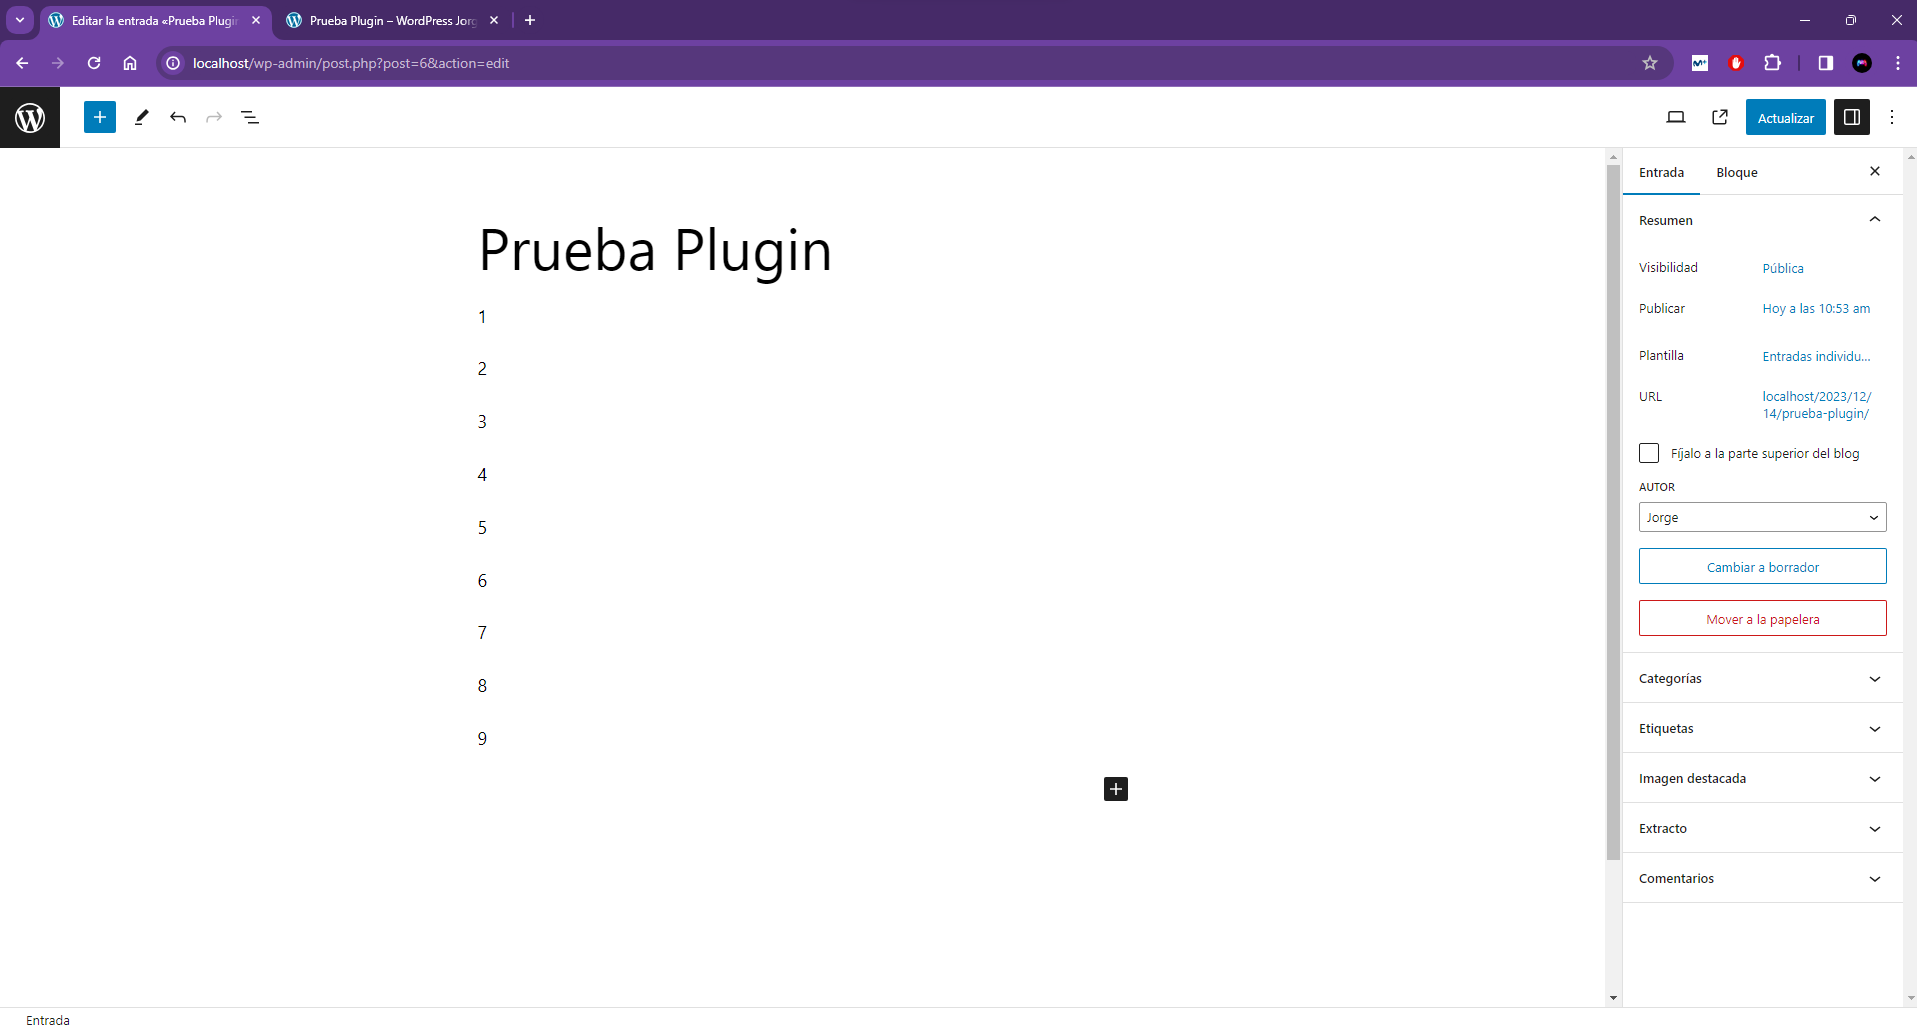 Editar la entrada «Prueba Plugin
Prueba Plugin – WordPress Jorg
localhost/wp-admin/post.php?post=6&action=edit
Actualizar
Entrada
Bloque
Prueba Plugin
1
2
3
4
5
6
7
8
9
Resumen
Visibilidad
Pública
Publicar
Hoy a las 10:53 am
Plantilla
Entradas individu...
URL
localhost/2023/12/
14/prueba-plugin/
Fíjalo a la parte superior del blog
AUTOR
Jorge
Cambiar a borrador
Mover a la papelera
Categorías
Etiquetas
Imagen destacada
Extracto
Comentarios
Entrada